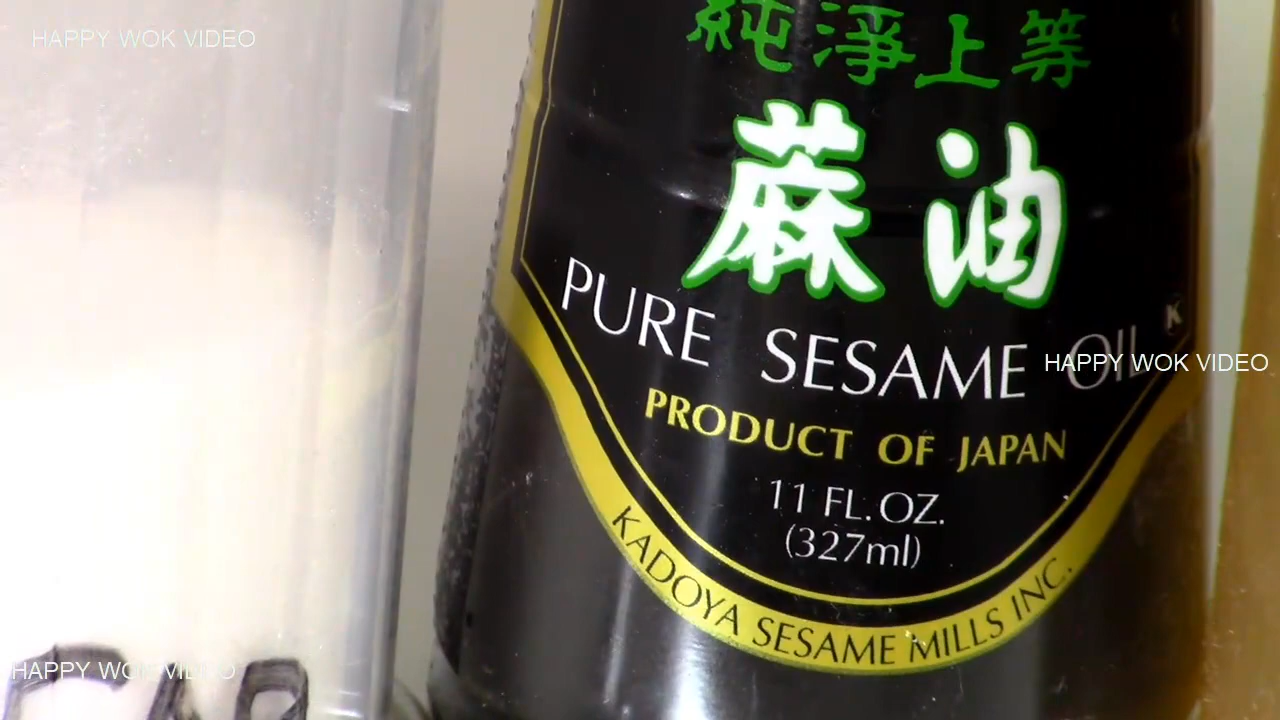 HAPPY WOK VIDEO
純淨上等
蔴油
PURE SESAME OIL
K
HAPPY WOK VIDEO
PRODUCT OF JAPAN
11 FL.OZ.
(327ml)
KADOYA SESAME MILLS INC.
HAPPY WOK VIDEO